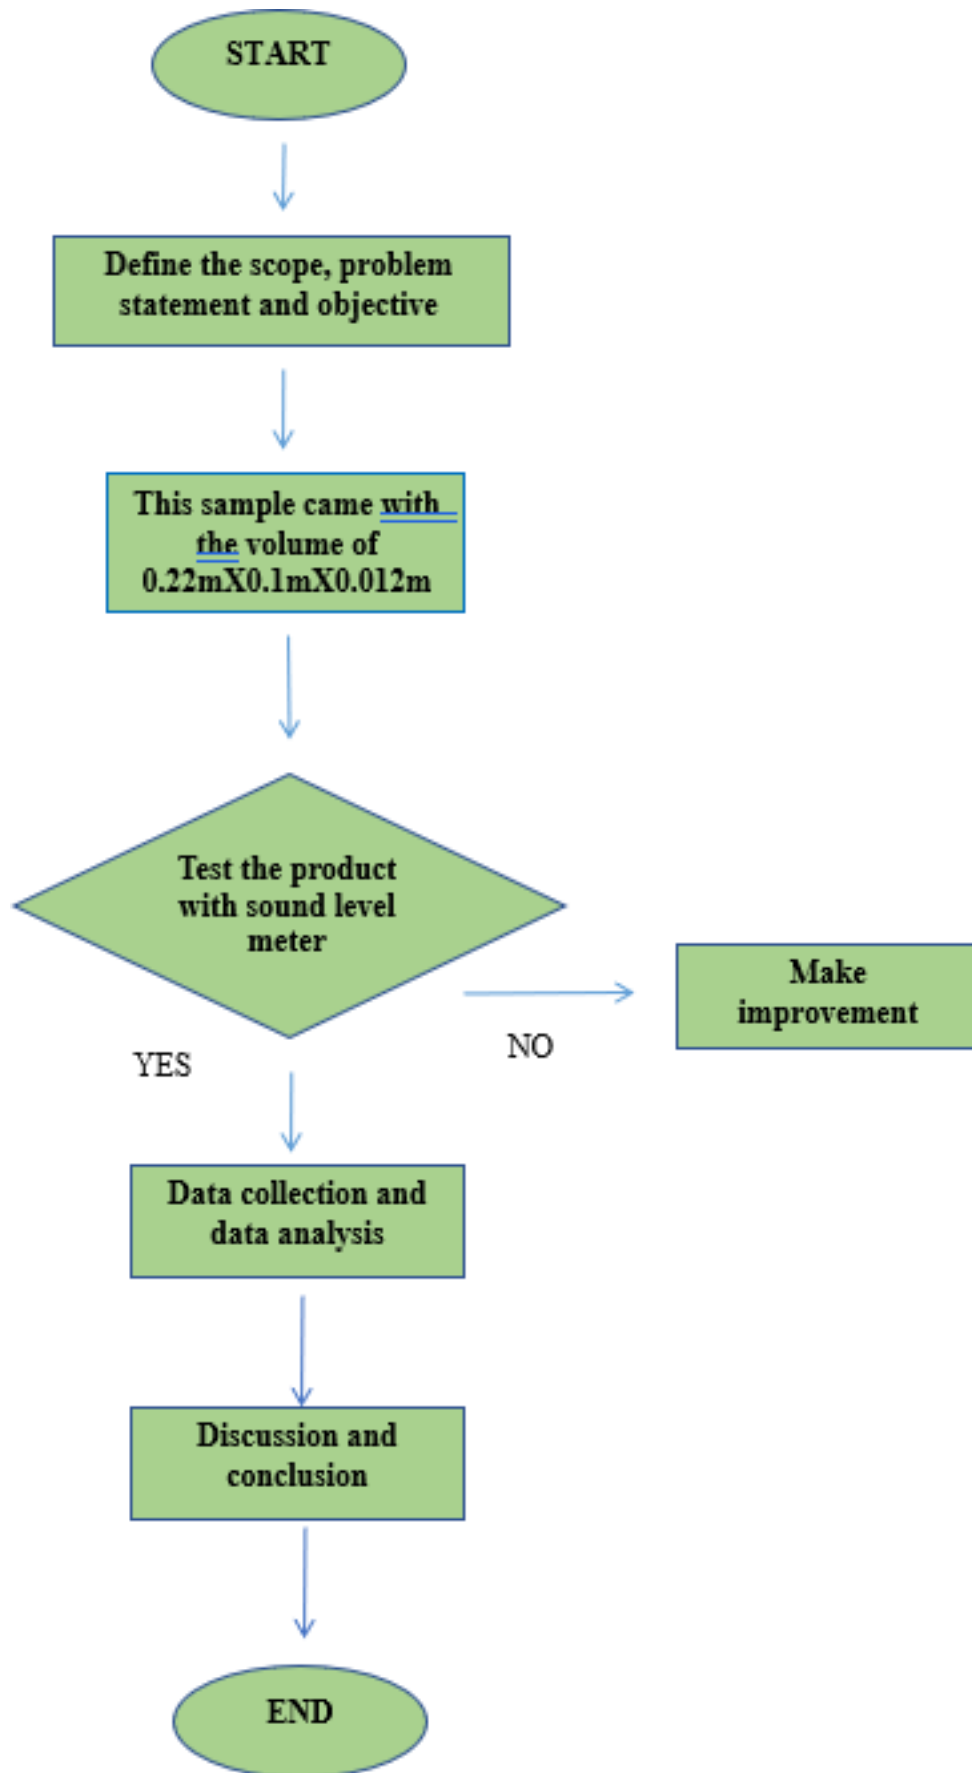 START
Define the scope, problem
statement and objective
This sample came with
the volume of
0.22mX0.1mX0.012m
Test the product
with sound level
meter
Make
improvement
NO
YES
Data collection and
data analysis
Discussion and
conclusion
END